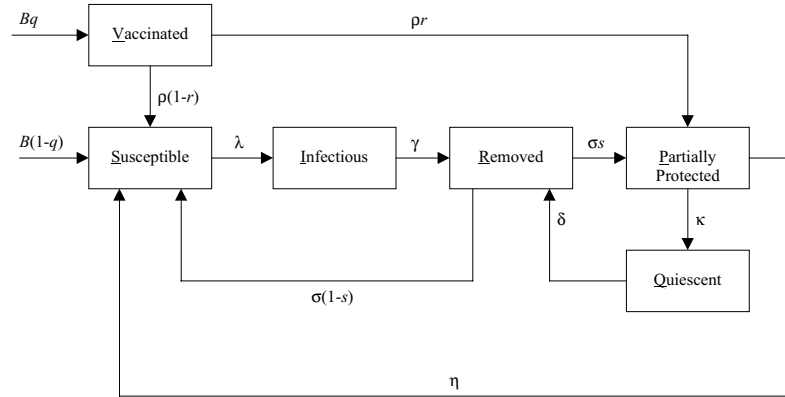 Bq
Vaccinated
ρr
ρ(1-r)
B(1-q)
Susceptible
λ
Infectious
γ
Removed
σs
Partially
Protected
δ
κ
Quiescent
σ(1-s)
η